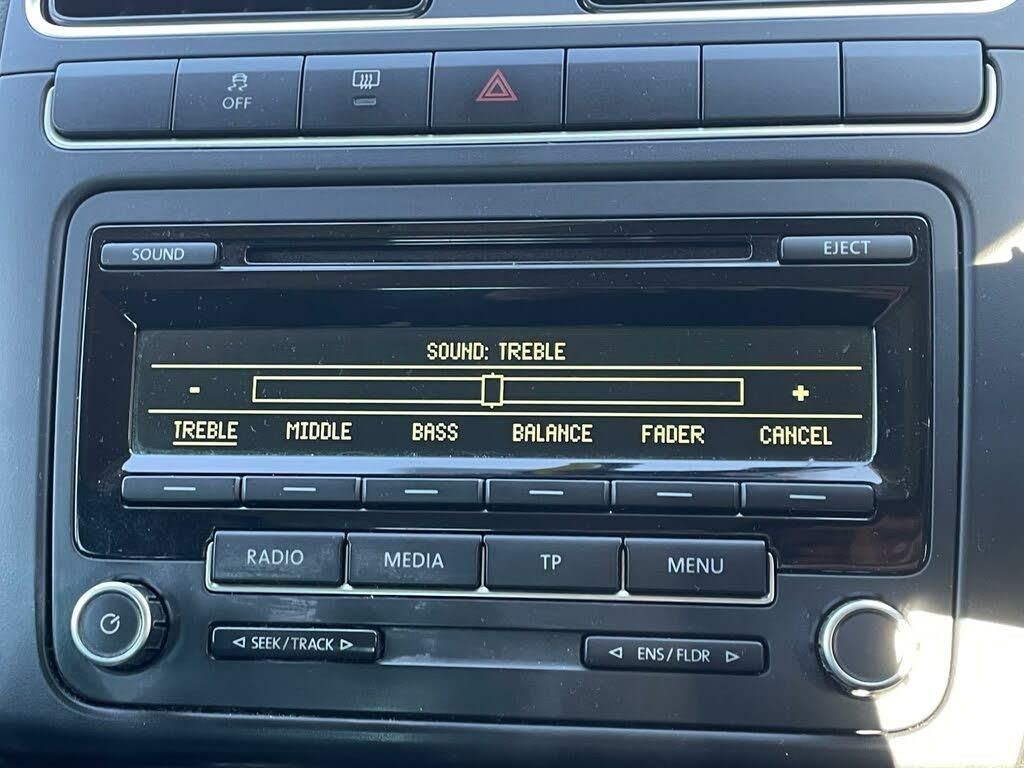 OFF
SOUND
EJECT
SOUND: TREBLE
- +
TREBLE MIDDLE BASS BALANCE FADER CANCEL
RADIO MEDIA TP MENU
SEEK/TRACK
ENS/FLDR